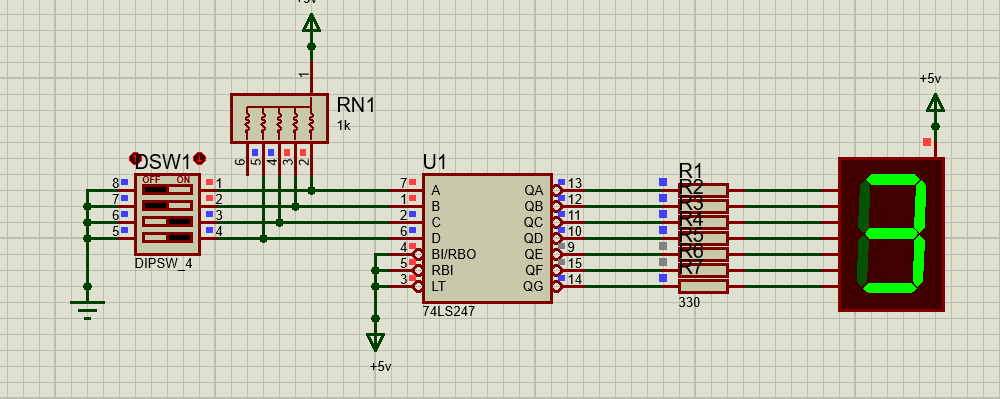 +5v
1
RN1
1k
6 5 4 3 2
+5v
DSW1
OFF ON
8 1
7 2
6 3
5 4
DIPSW_4
U1
7 A QA 13
1 B QB 12
2 C QC 11
6 D QD 10
4 BI/RBO QE 9
5 RBI QF 15
3 LT QG 14
74LS247
+5v
R1
R2
R3
R4
R5
R6
R7
330
3